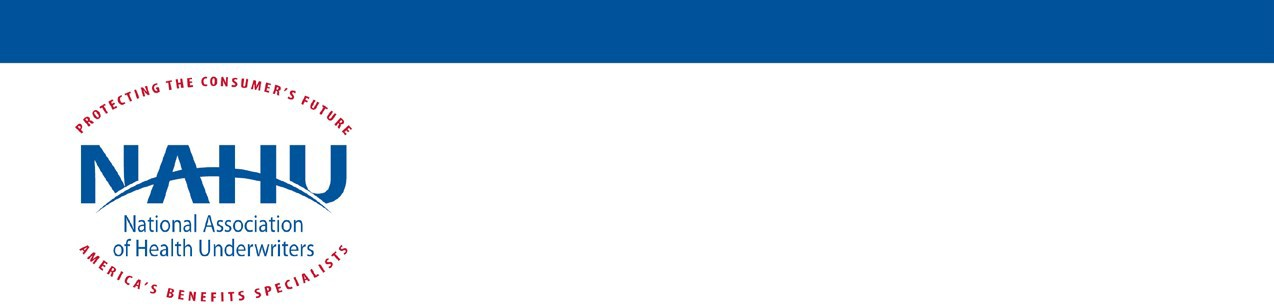 PROTECTING THE CONSUMER'S FUTURE
NAHU
National Association
of Health Underwriters
AMERICA'S BENEFITS SPECIALISTS